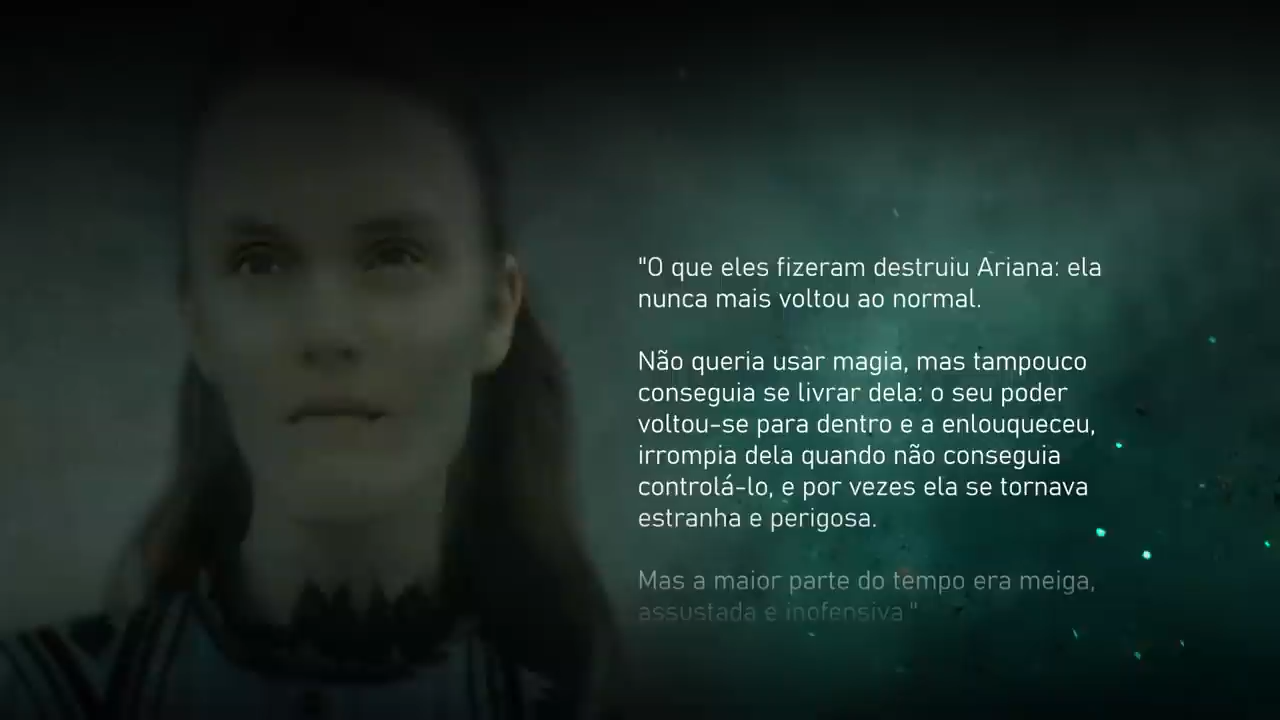 "O que eles fizeram destruiu Ariana: ela
nunca mais voltou ao normal.
Não queria usar magia, mas tampouco
conseguia se livrar dela: o seu poder
voltou-se para dentro e a enlouqueceu,
irrompia dela quando não conseguia
controlá-lo, e por vezes ela se tornava
estranha e perigosa.
Mas a maior parte do tempo era meiga,
assustada e inofensiva"